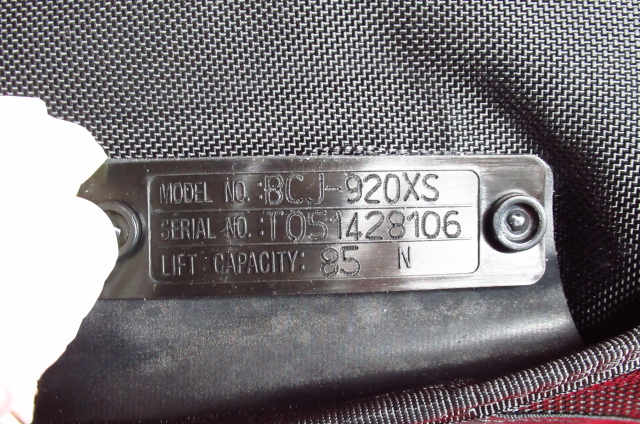 MODEL NO.:BCJ-920XS
SERIAL NO.:T051428106
LIFT CAPACITY: 85 N